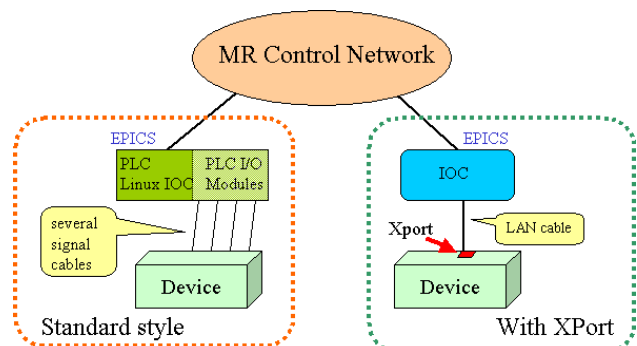 MR Control Network
EPICS
PLC
Linux IOC
PLC I/O
Modules
several
signal
cables
Device
Standard style
EPICS
IOC
Xport
LAN cable
Device
With XPort